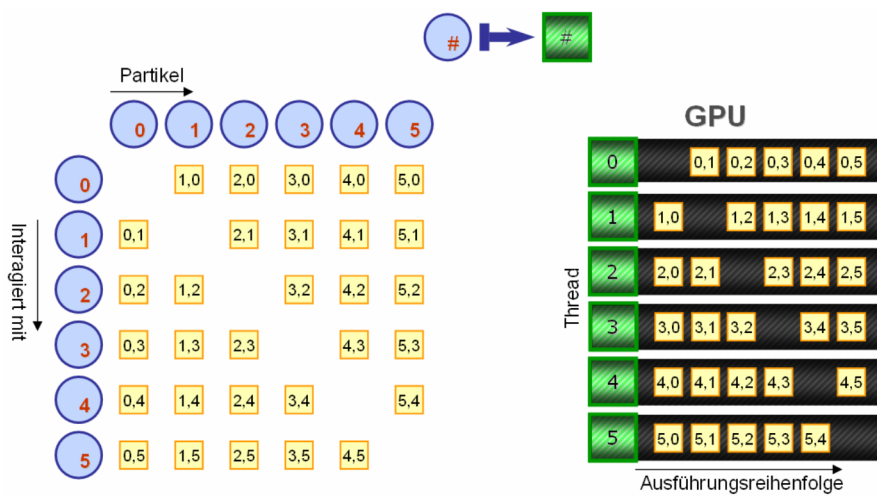 # #
Partikel
0 1 2 3 4 5
0 1,0 2,0 3,0 4,0 5,0
1 0,1 2,1 3,1 4,1 5,1
2 0,2 1,2 3,2 4,2 5,2
3 0,3 1,3 2,3 4,3 5,3
4 0,4 1,4 2,4 3,4 5,4
5 0,5 1,5 2,5 3,5 4,5
Interagiert mit
GPU
0 0,1 0,2 0,3 0,4 0,5
1 1,0 1,2 1,3 1,4 1,5
2 2,0 2,1 2,3 2,4 2,5
3 3,0 3,1 3,2 3,4 3,5
4 4,0 4,1 4,2 4,3 4,5
5 5,0 5,1 5,2 5,3 5,4
Thread
Ausführungsreihenfolge